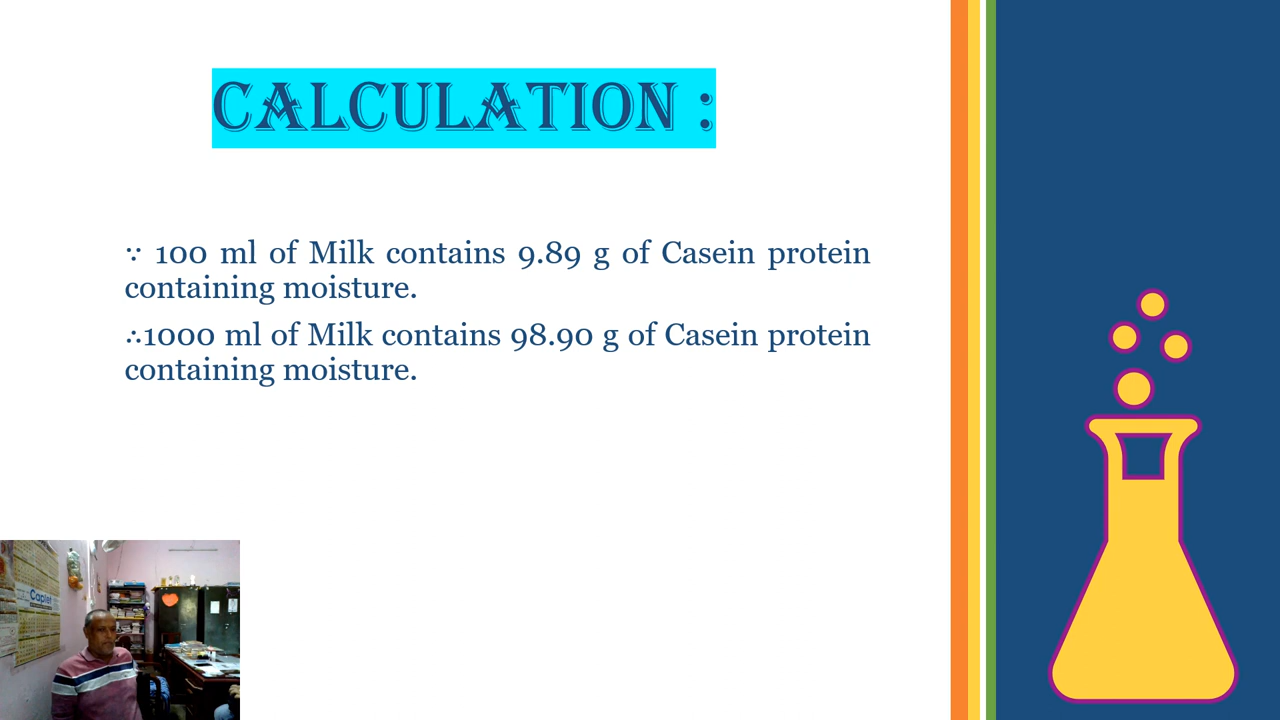 CALCULATION :
∵ 100 ml of Milk contains 9.89 g of Casein protein
containing moisture.
∴1000 ml of Milk contains 98.90 g of Casein protein
containing moisture.
Caplet